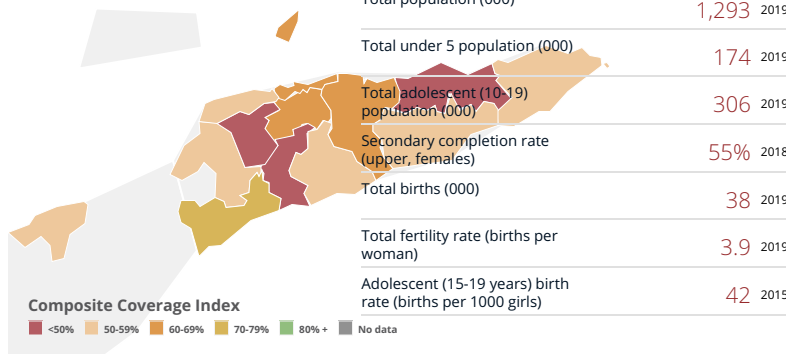 Total population (000)
1,293 2019
Total under 5 population (000)
174 2019
Total adolescent (10-19)
population (000)
306 2019
Secondary completion rate
(upper, females)
55% 2018
Total births (000)
38 2019
Total fertility rate (births per
woman)
3.9 2019
Adolescent (15-19 years) birth
rate (births per 1000 girls)
42 2015
Composite Coverage Index
<50% 50-59% 60-69% 70-79% 80% + No data